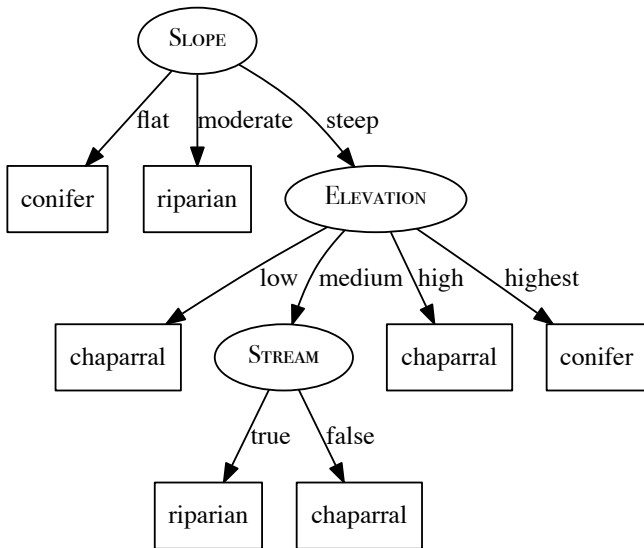 SLOPE
flat
moderate
steep
conifer
riparian
ELEVATION
low
medium
high
highest
chaparral
STREAM
chaparral
conifer
true
false
riparian
chaparral